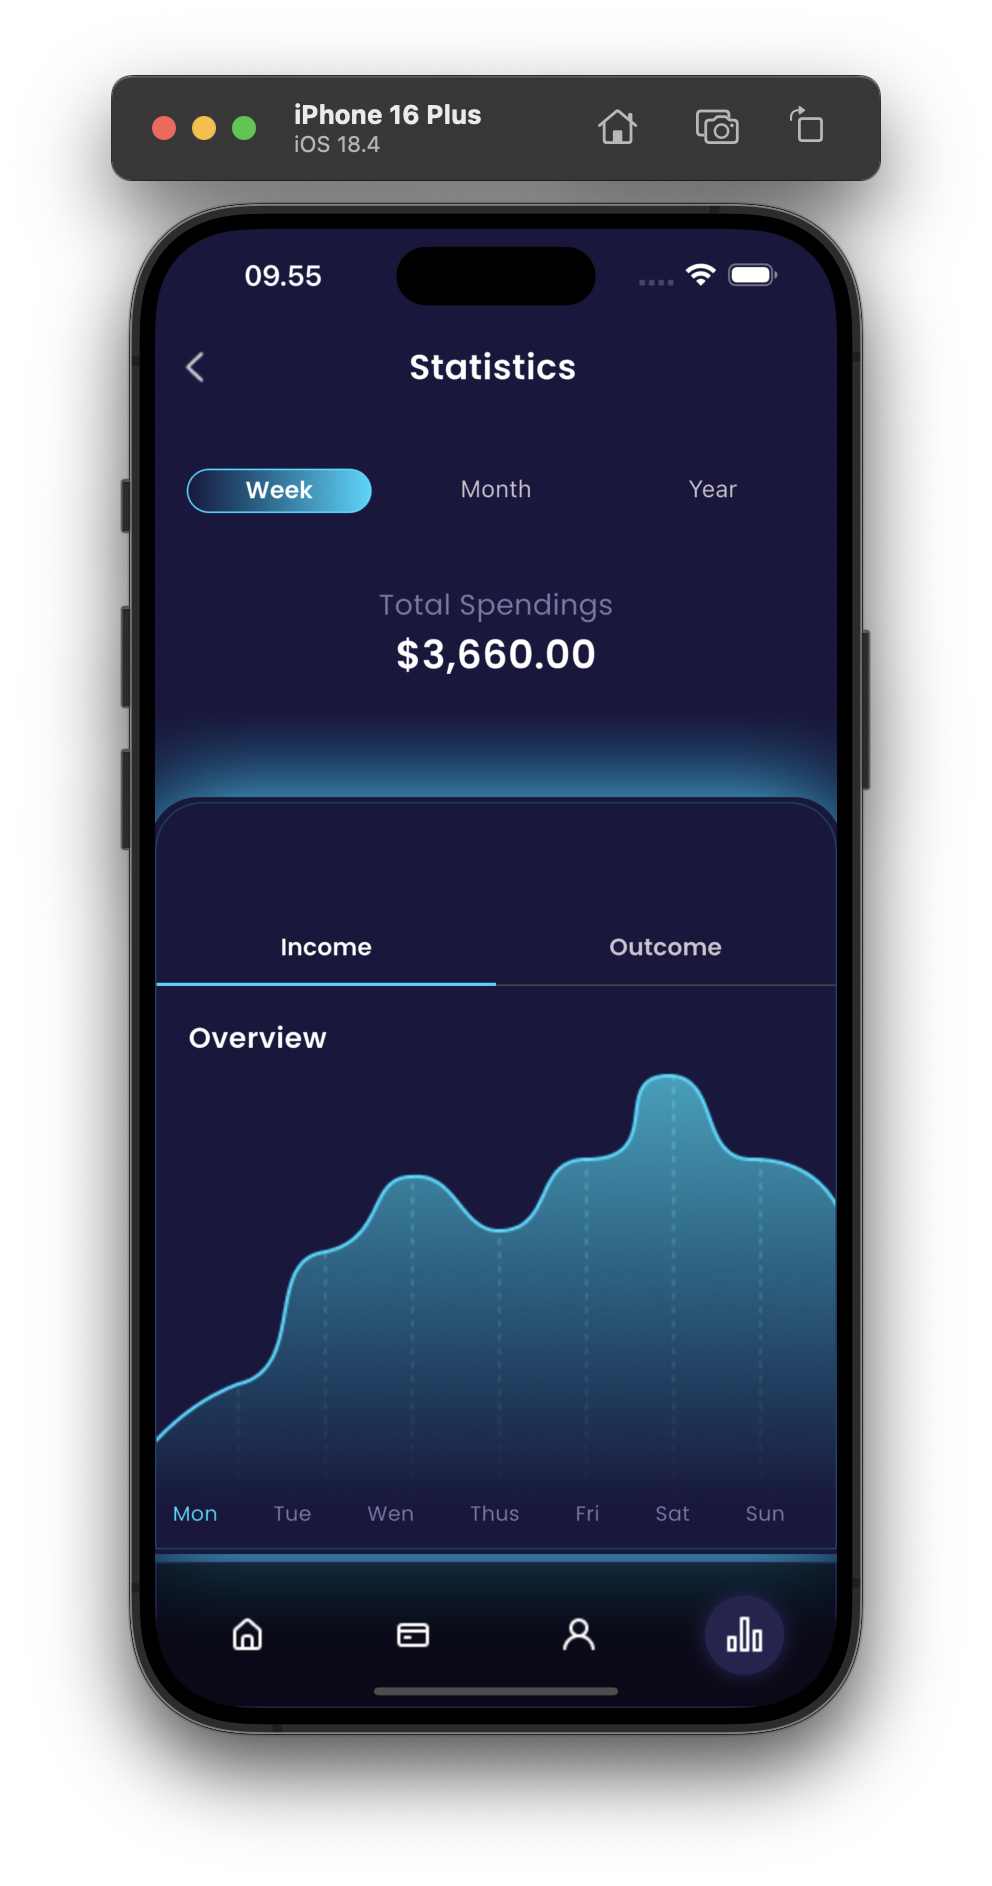 iPhone 16 Plus
iOS 18.4
09.55
Statistics
Week Month Year
Total Spendings
$3,660.00
Income Outcome
Overview
Mon Tue Wen Thus Fri Sat Sun